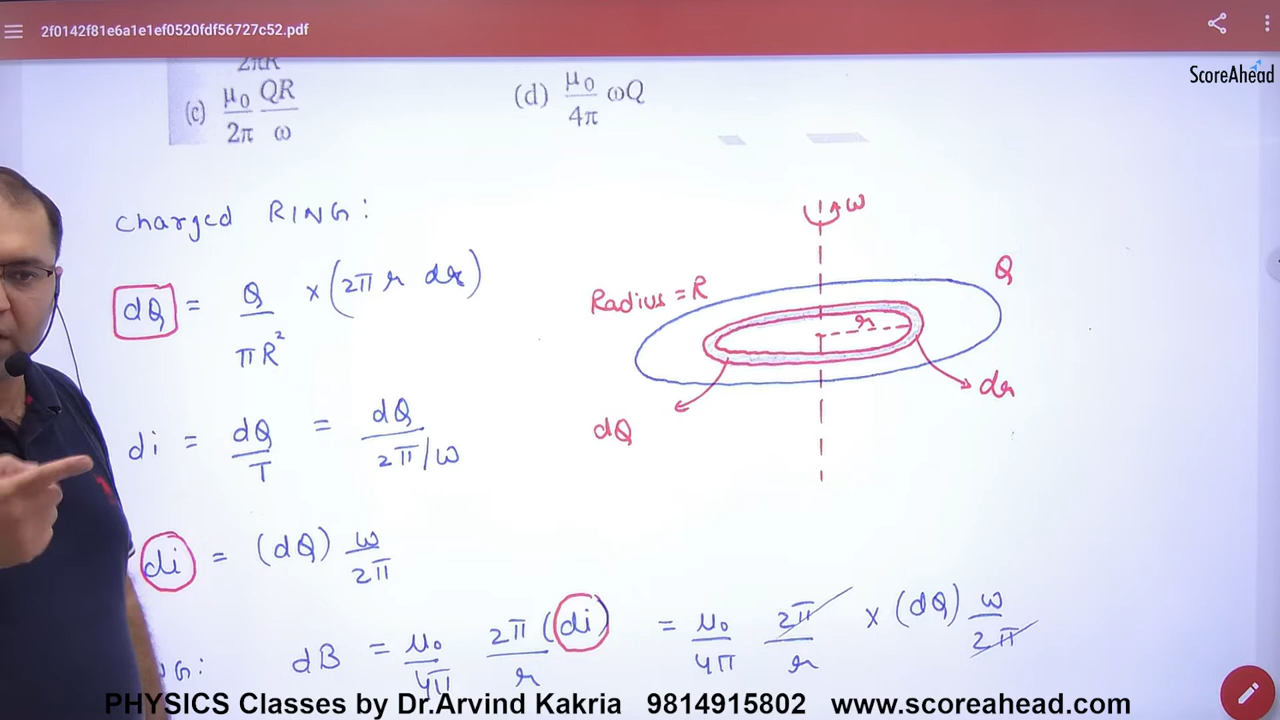 2f0142f81e6a1e1ef0520fdf56727c52.pdf
ScoreAhead
2πR
(c) μ₀/2π QR/ω
(d) μ₀/4π ωQ
Charged RING:
ω
Q
Radius = R
r
dQ = Q/πR² × (2π r dr)
dr
dQ
di = dQ/T = dQ/2π/ω
di = (dQ) ω/2π
dB = μ₀/4π 2π(di)/r = μ₀/4π 2π/r × (dQ) ω/2π
PHYSICS Classes by Dr.Arvind Kakria 9814915802 www.scoreahead.com